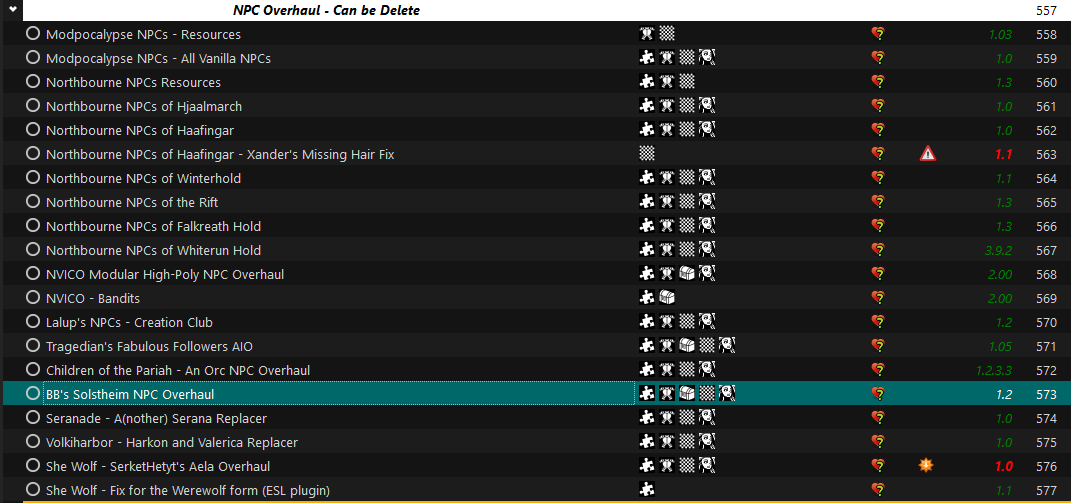 NPC Overhaul - Can be Delete 557
Modpocalypse NPCs - Resources 1.03 558
Modpocalypse NPCs - All Vanilla NPCs 1.0 559
Northbourne NPCs Resources 1.3 560
Northbourne NPCs of Hjaalmarch 1.0 561
Northbourne NPCs of Haafingar 1.0 562
Northbourne NPCs of Haafingar - Xander's Missing Hair Fix 1.1 563
Northbourne NPCs of Winterhold 1.1 564
Northbourne NPCs of the Rift 1.3 565
Northbourne NPCs of Falkreath Hold 1.3 566
Northbourne NPCs of Whiterun Hold 3.9.2 567
NVICO Modular High-Poly NPC Overhaul 2.00 568
NVICO - Bandits 2.00 569
Lalup's NPCs - Creation Club 1.2 570
Tragedian's Fabulous Followers AIO 1.05 571
Children of the Pariah - An Orc NPC Overhaul 1.2.3.3 572
BB's Solstheim NPC Overhaul 1.2 573
Seranade - A(nother) Serana Replacer 1.0 574
Volkiharbor - Harkon and Valerica Replacer 1.0 575
She Wolf - SerketHetyt's Aela Overhaul 1.0 576
She Wolf - Fix for the Werewolf form (ESL plugin) 1.1 577